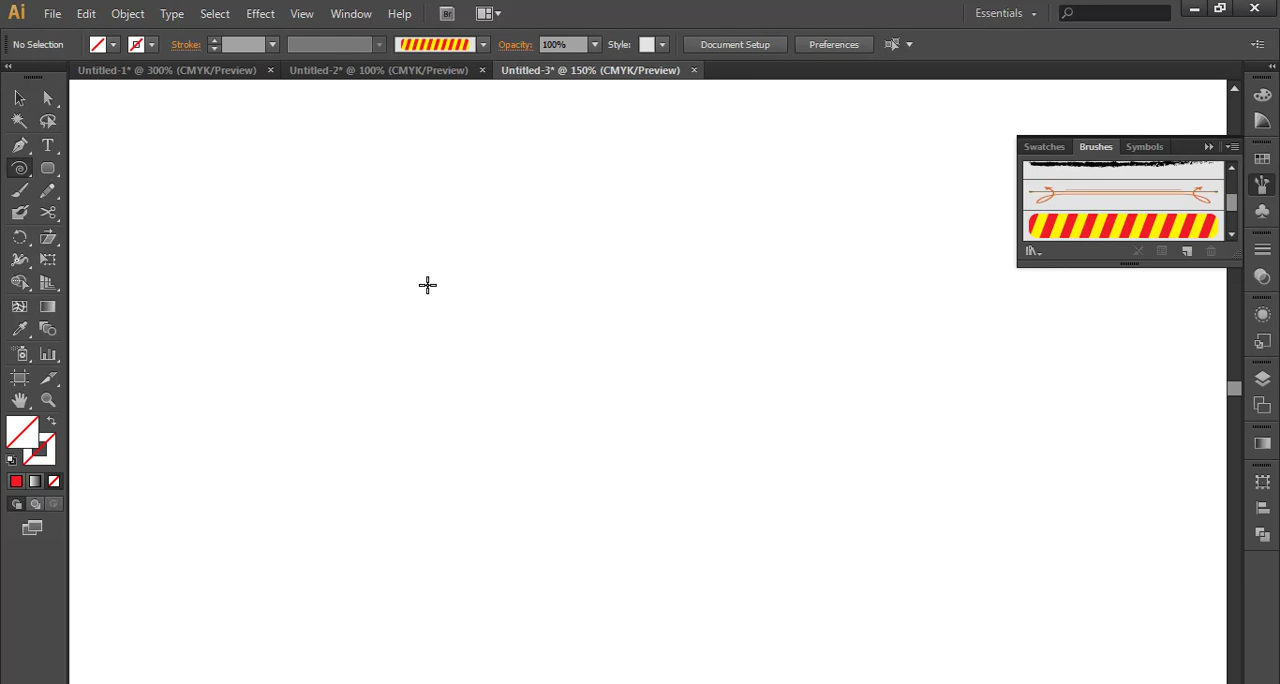 Ai File Edit Object Type Select Effect View Window Help Br Essentials
No Selection Stroke: Opacity: 100% Style: Document Setup Preferences
Untitled-1* @ 300% (CMYK/Preview) Untitled-2* @ 100% (CMYK/Preview) Untitled-3* @ 150% (CMYK/Preview)
Swatches Brushes Symbols
T